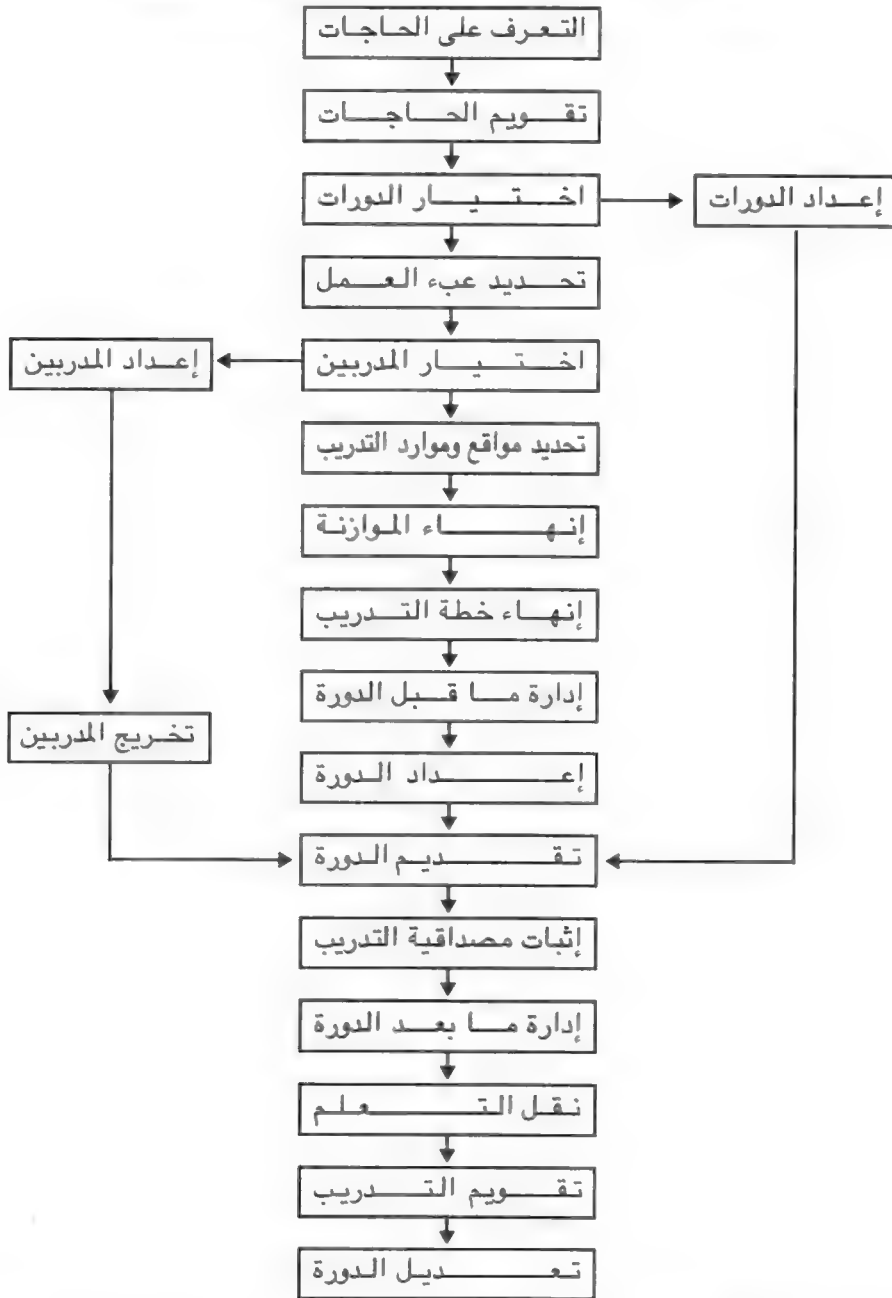 التعرف على الحاجات
تقويم الحاجات
اختيار الدورات
إعداد الدورات
تحديد عبء العمل
اختيار المدربين
إعداد المدربين
تحديد مواقع وموارد التدريب
إنهاء الموازنة
إنهاء خطة التدريب
إدارة ما قبل الدورة
تخريج المدربين
إعداد الدورة
تقديم الدورة
إثبات مصداقية التدريب
إدارة ما بعد الدورة
نقل التعلم
تقويم التدريب
تعديل الدورة